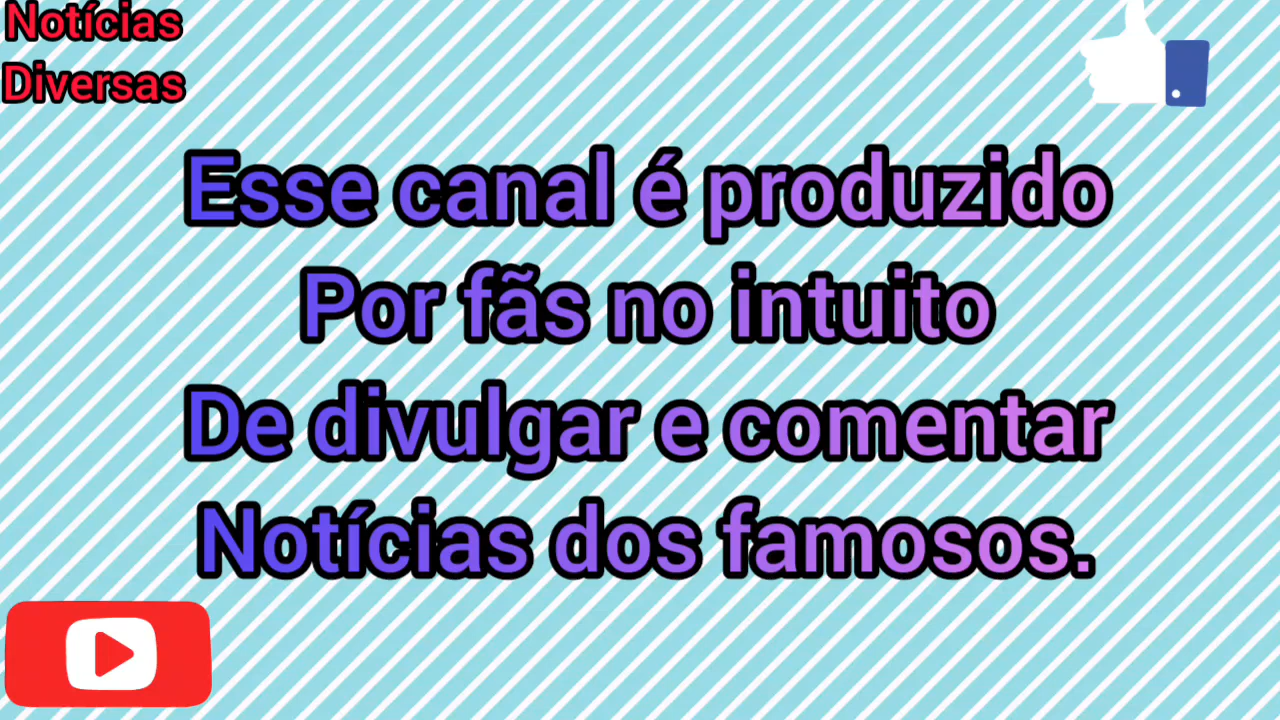 Notícias
Diversas
Esse canal é produzido
Por fãs no intuito
De divulgar e comentar
Notícias dos famosos.